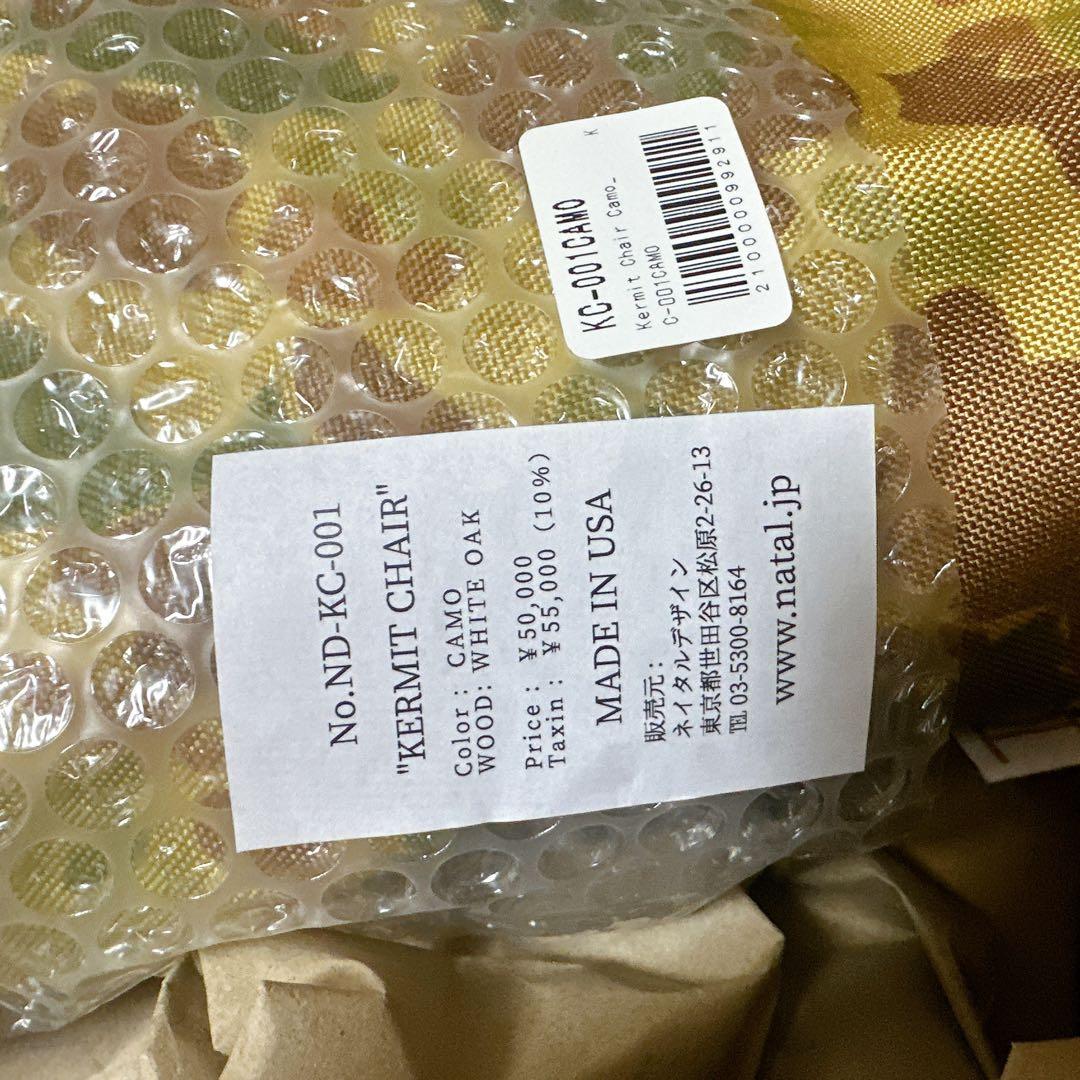 KC-001CAMO
K
Kermit Chair Camo_
C-001CAMO
2100000992911
No.ND-KC-001
"KERMIT CHAIR"
Color : CAMO
WOOD: WHITE OAK
Price : ¥50,000
Taxin : ¥55,000 (10%)
MADE IN USA
販売元:
ネイタルデザイン
東京都世田谷区松原2-26-13
℡ 03-5300-8164
www.natal.jp